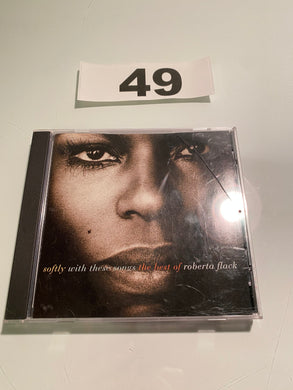 49
softly with these songs the best of roberta flack